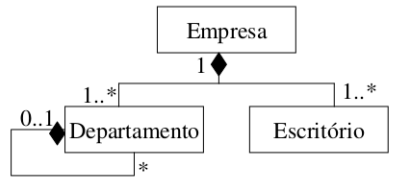 Empresa
1
1..*
1..*
0..1
Departamento
Escritório
*